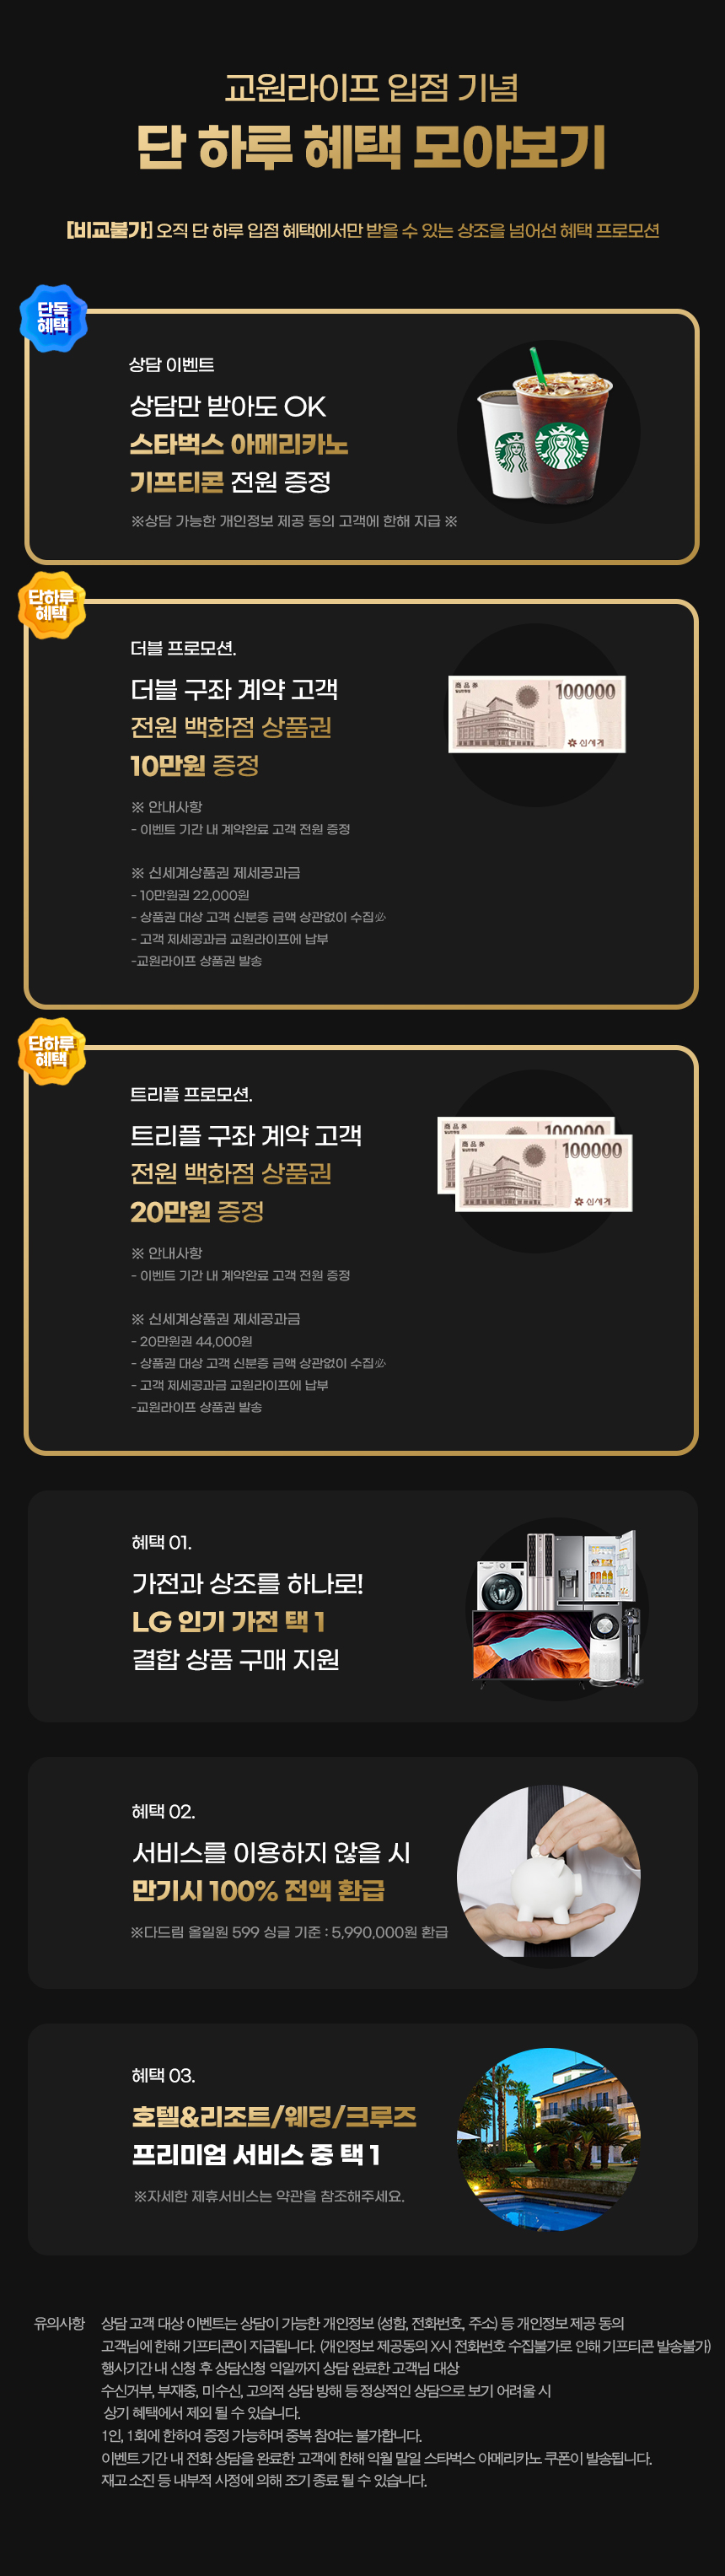 교원라이프 입점 기념
단 하루 혜택 모아보기
[비교불가] 오직 단 하루 입점 혜택에서만 받을 수 있는 상조을 넘어선 혜택 프로모션
단독
혜택
상담 이벤트
상담만 받아도 OK
스타벅스 아메리카노
기프티콘 전원 증정
※상담 가능한 개인정보 제공 동의 고객에 한해 지급 ※
단하루
혜택
더블 프로모션.
더블 구좌 계약 고객
전원 백화점 상품권
10만원 증정
商品券
100000
신세계
※ 안내사항
- 이벤트 기간 내 계약완료 고객 전원 증정
※ 신세계상품권 제세공과금
- 10만원권 22,000원
- 상품권 대상 고객 신분증 금액 상관없이 수집必
- 고객 제세공과금 교원라이프에 납부
-교원라이프 상품권 발송
단하루
혜택
트리플 프로모션.
트리플 구좌 계약 고객
전원 백화점 상품권
20만원 증정
商品券
100000
商品券
100000
신세계
※ 안내사항
- 이벤트 기간 내 계약완료 고객 전원 증정
※ 신세계상품권 제세공과금
- 20만원권 44,000원
- 상품권 대상 고객 신분증 금액 상관없이 수집必
- 고객 제세공과금 교원라이프에 납부
-교원라이프 상품권 발송
혜택 01.
가전과 상조를 하나로!
LG 인기 가전 택 1
결합 상품 구매 지원
혜택 02.
서비스를 이용하지 않을 시
만기시 100% 전액 환급
※다드림 올일원 599 싱글 기준 : 5,990,000원 환급
혜택 03.
호텔&리조트/웨딩/크루즈
프리미엄 서비스 중 택 1
※자세한 제휴서비스는 약관을 참조해주세요.
유의사항 상담 고객 대상 이벤트는 상담이 가능한 개인정보 (성함, 전화번호, 주소) 등 개인정보 제공 동의
고객님에 한해 기프티콘이 지급됩니다. (개인정보 제공동의 X시 전화번호 수집불가로 인해 기프티콘 발송불가)
행사기간 내 신청 후 상담신청 익일까지 상담 완료한 고객님 대상
수신거부, 부재중, 미수신, 고의적 상담 방해 등 정상적인 상담으로 보기 어려울 시
상기 혜택에서 제외 될 수 있습니다.
1인, 1회에 한하여 증정 가능하며 중복 참여는 불가합니다.
이벤트 기간 내 전화 상담을 완료한 고객에 한해 익월 말일 스타벅스 아메리카노 쿠폰이 발송됩니다.
재고 소진 등 내부적 사정에 의해 조기 종료 될 수 있습니다.